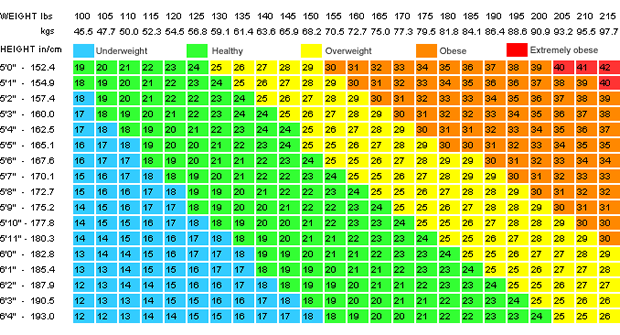 WEIGHT lbs 100 105 110 115 120 125 130 135 140 145 150 155 160 165 170 175 180 185 190 195 200 205 210 215
kgs 45.5 47.7 50.0 52.3 54.5 56.8 59.1 61.4 63.6 65.9 68.2 70.5 72.7 75.0 77.3 79.5 81.8 84.1 86.4 88.6 90.9 93.2 95.5 97.7
HEIGHT in/cm Underweight Healthy Overweight Obese Extremely obese
5'0" - 152.4 19 20 21 22 23 24 25 26 27 28 29 30 31 32 33 34 35 36 37 38 39 40 41 42
5'1" - 154.9 18 19 20 21 22 23 24 25 26 27 28 29 30 31 32 33 34 35 36 36 37 38 39 40
5'2" - 157.4 18 19 20 21 22 22 23 24 25 26 27 28 29 30 31 32 33 33 34 35 36 37 38 39
5'3" - 160.0 17 18 19 20 21 22 23 24 24 25 26 27 28 29 30 31 32 32 33 34 35 36 37 38
5'4" - 162.5 17 18 18 19 20 21 22 23 24 24 25 26 27 28 29 30 31 31 32 33 34 35 36 37
5'5" - 165.1 16 17 18 19 20 20 21 22 23 24 25 25 26 27 28 29 30 30 31 32 33 34 35 35
5'6" - 167.6 16 17 17 18 19 20 21 21 22 23 24 25 25 26 27 28 29 29 30 31 32 33 34 34
5'7" - 170.1 15 16 17 18 18 19 20 21 22 22 23 24 25 25 26 27 28 29 29 30 31 32 33 33
5'8" - 172.7 15 16 16 17 18 19 19 20 21 22 22 23 24 25 25 26 27 28 28 29 30 31 32 32
5'9" - 175.2 14 15 16 17 17 18 19 20 20 21 22 22 23 24 25 25 26 27 28 28 29 30 31 31
5'10" - 177.8 14 15 15 16 17 18 18 19 20 20 21 22 23 23 24 25 25 26 27 28 28 29 30 30
5'11" - 180.3 14 14 15 16 16 17 18 18 19 20 21 21 22 23 23 24 25 25 26 27 28 28 29 30
6'0" - 182.8 13 14 14 15 16 17 17 18 19 19 20 21 21 22 23 23 24 25 25 26 27 27 28 29
6'1" - 185.4 13 13 14 15 15 16 17 17 18 19 19 20 21 21 22 23 23 24 25 25 26 27 27 28
6'2" - 187.9 12 13 14 14 15 16 16 17 18 18 19 19 20 21 21 22 23 23 24 25 25 26 27 27
6'3" - 190.5 12 13 13 14 15 15 16 16 17 18 18 19 20 20 21 21 22 23 23 24 25 25 26 26
6'4" - 193.0 12 12 13 14 14 15 15 16 17 17 18 18 19 20 20 21 22 22 23 23 24 25 25 26